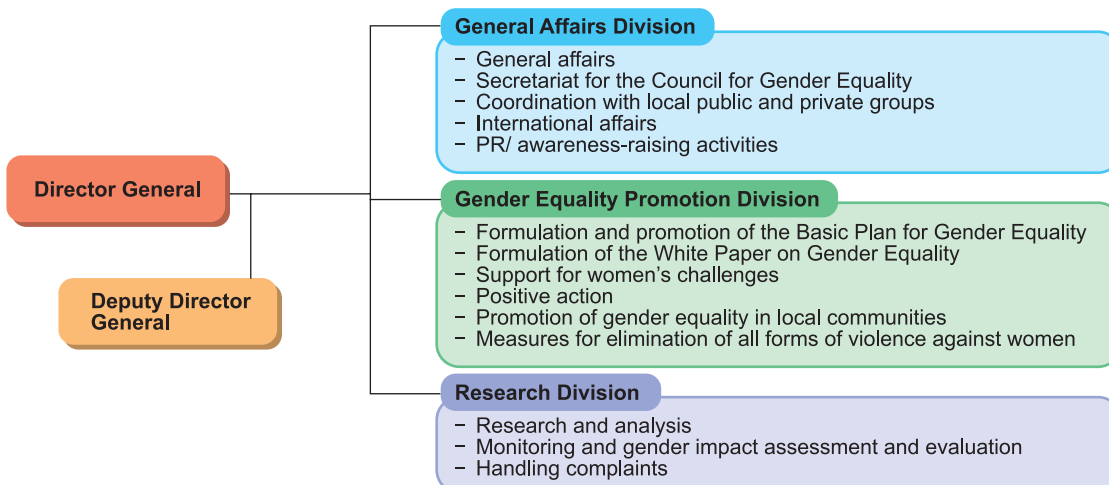 Director General
Deputy Director
General
General Affairs Division
– General affairs
– Secretariat for the Council for Gender Equality
– Coordination with local public and private groups
– International affairs
– PR/ awareness-raising activities
Gender Equality Promotion Division
– Formulation and promotion of the Basic Plan for Gender Equality
– Formulation of the White Paper on Gender Equality
– Support for women’s challenges
– Positive action
– Promotion of gender equality in local communities
– Measures for elimination of all forms of violence against women
Research Division
– Research and analysis
– Monitoring and gender impact assessment and evaluation
– Handling complaints